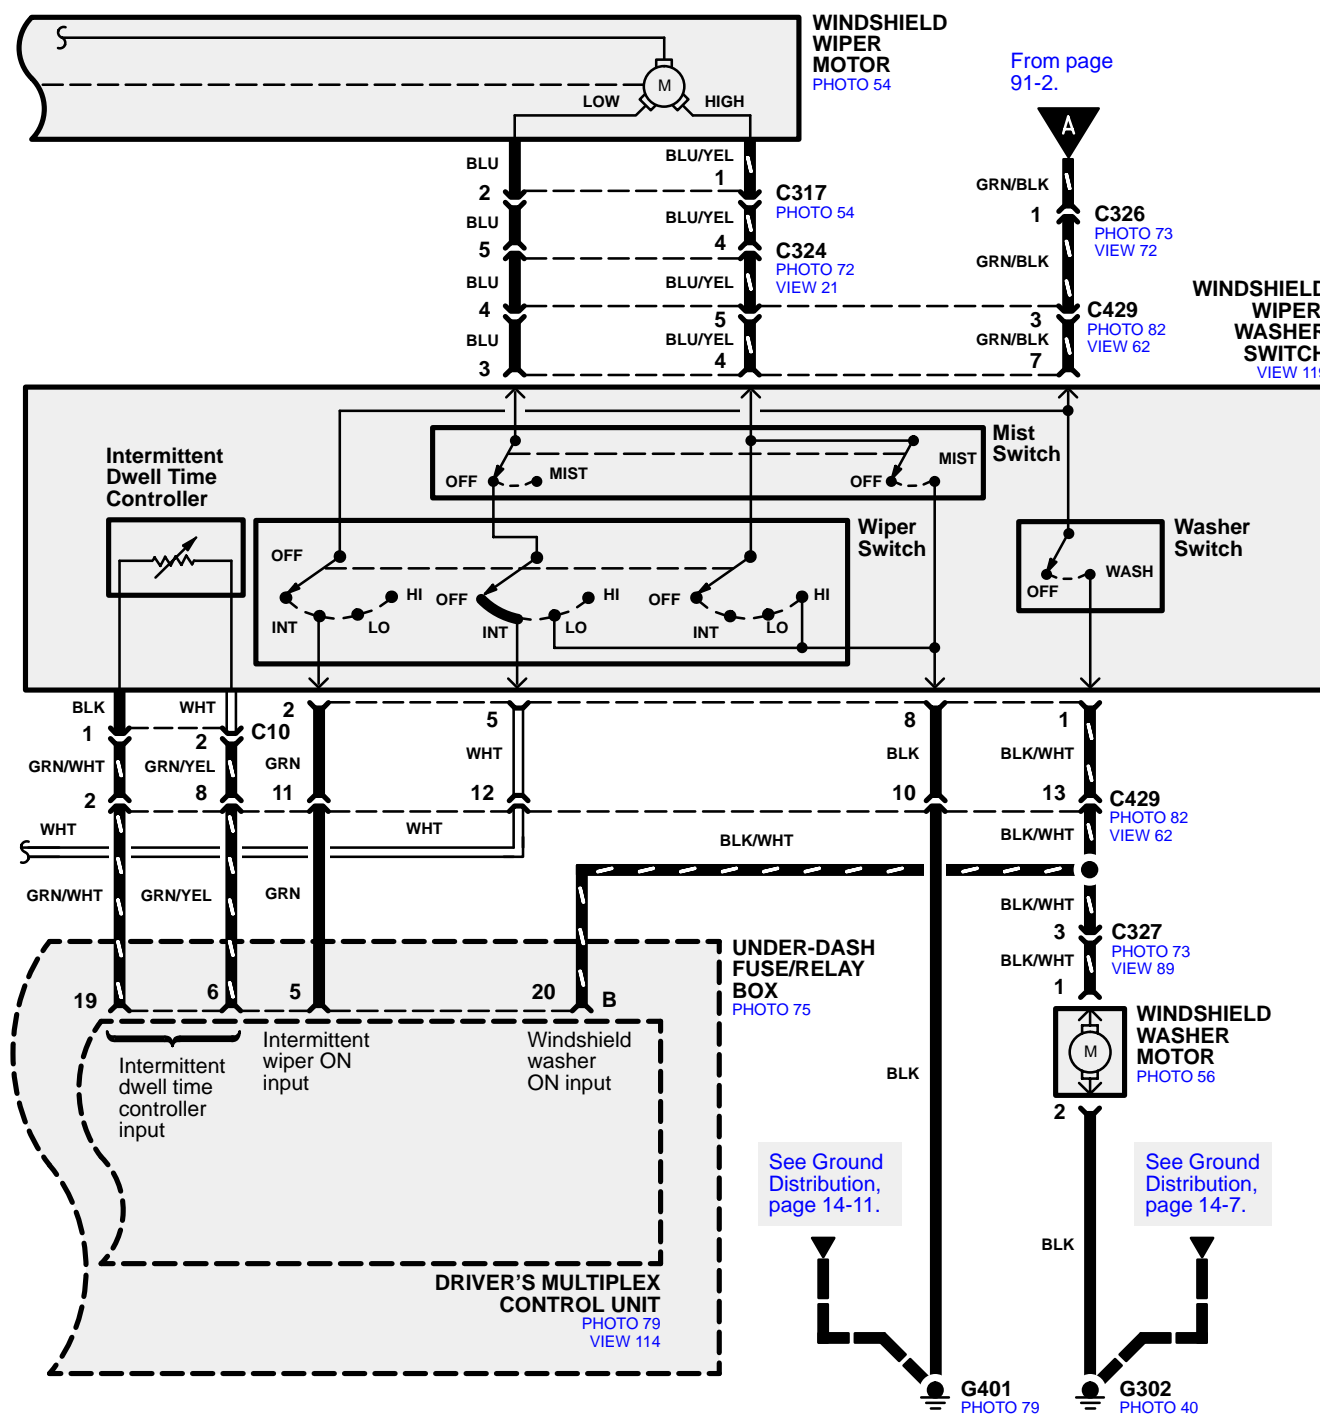 WINDSHIELD
WIPER
MOTOR
PHOTO 54
M
LOW
HIGH
From page
91-2.
A
BLU
BLU/YEL
GRN/BLK
2
1
C317
PHOTO 54
1
C326
PHOTO 73
VIEW 72
BLU
BLU/YEL
5
4
C324
PHOTO 72
VIEW 21
GRN/BLK
BLU
BLU/YEL
4
5
3
C429
PHOTO 82
VIEW 62
WINDSHIELD
WIPER
WASHER
SWITCH
VIEW 119
BLU
BLU/YEL
GRN/BLK
3
4
7
Intermittent
Dwell Time
Controller
Mist
Switch
OFF
MIST
OFF
MIST
Wiper
Switch
OFF
INT
LO
HI
OFF
INT
LO
HI
OFF
INT
LO
HI
Washer
Switch
WASH
OFF
BLK
WHT
2
5
8
1
1
2
C10
GRN/WHT
GRN/YEL
GRN
WHT
BLK
BLK/WHT
2
8
11
12
10
13
C429
PHOTO 82
VIEW 62
WHT
WHT
BLK/WHT
BLK/WHT
GRN/WHT
GRN/YEL
GRN
BLK/WHT
3
C327
PHOTO 73
VIEW 89
BLK/WHT
1
UNDER-DASH
FUSE/RELAY
BOX
PHOTO 75
19
6
5
20
B
Intermittent
dwell time
controller
input
Intermittent
wiper ON
input
Windshield
washer
ON input
BLK
WINDSHIELD
WASHER
MOTOR
PHOTO 56
M
2
See Ground
Distribution,
page 14-11.
See Ground
Distribution,
page 14-7.
BLK
DRIVER'S MULTIPLEX
CONTROL UNIT
PHOTO 79
VIEW 114
G401
PHOTO 79
G302
PHOTO 40